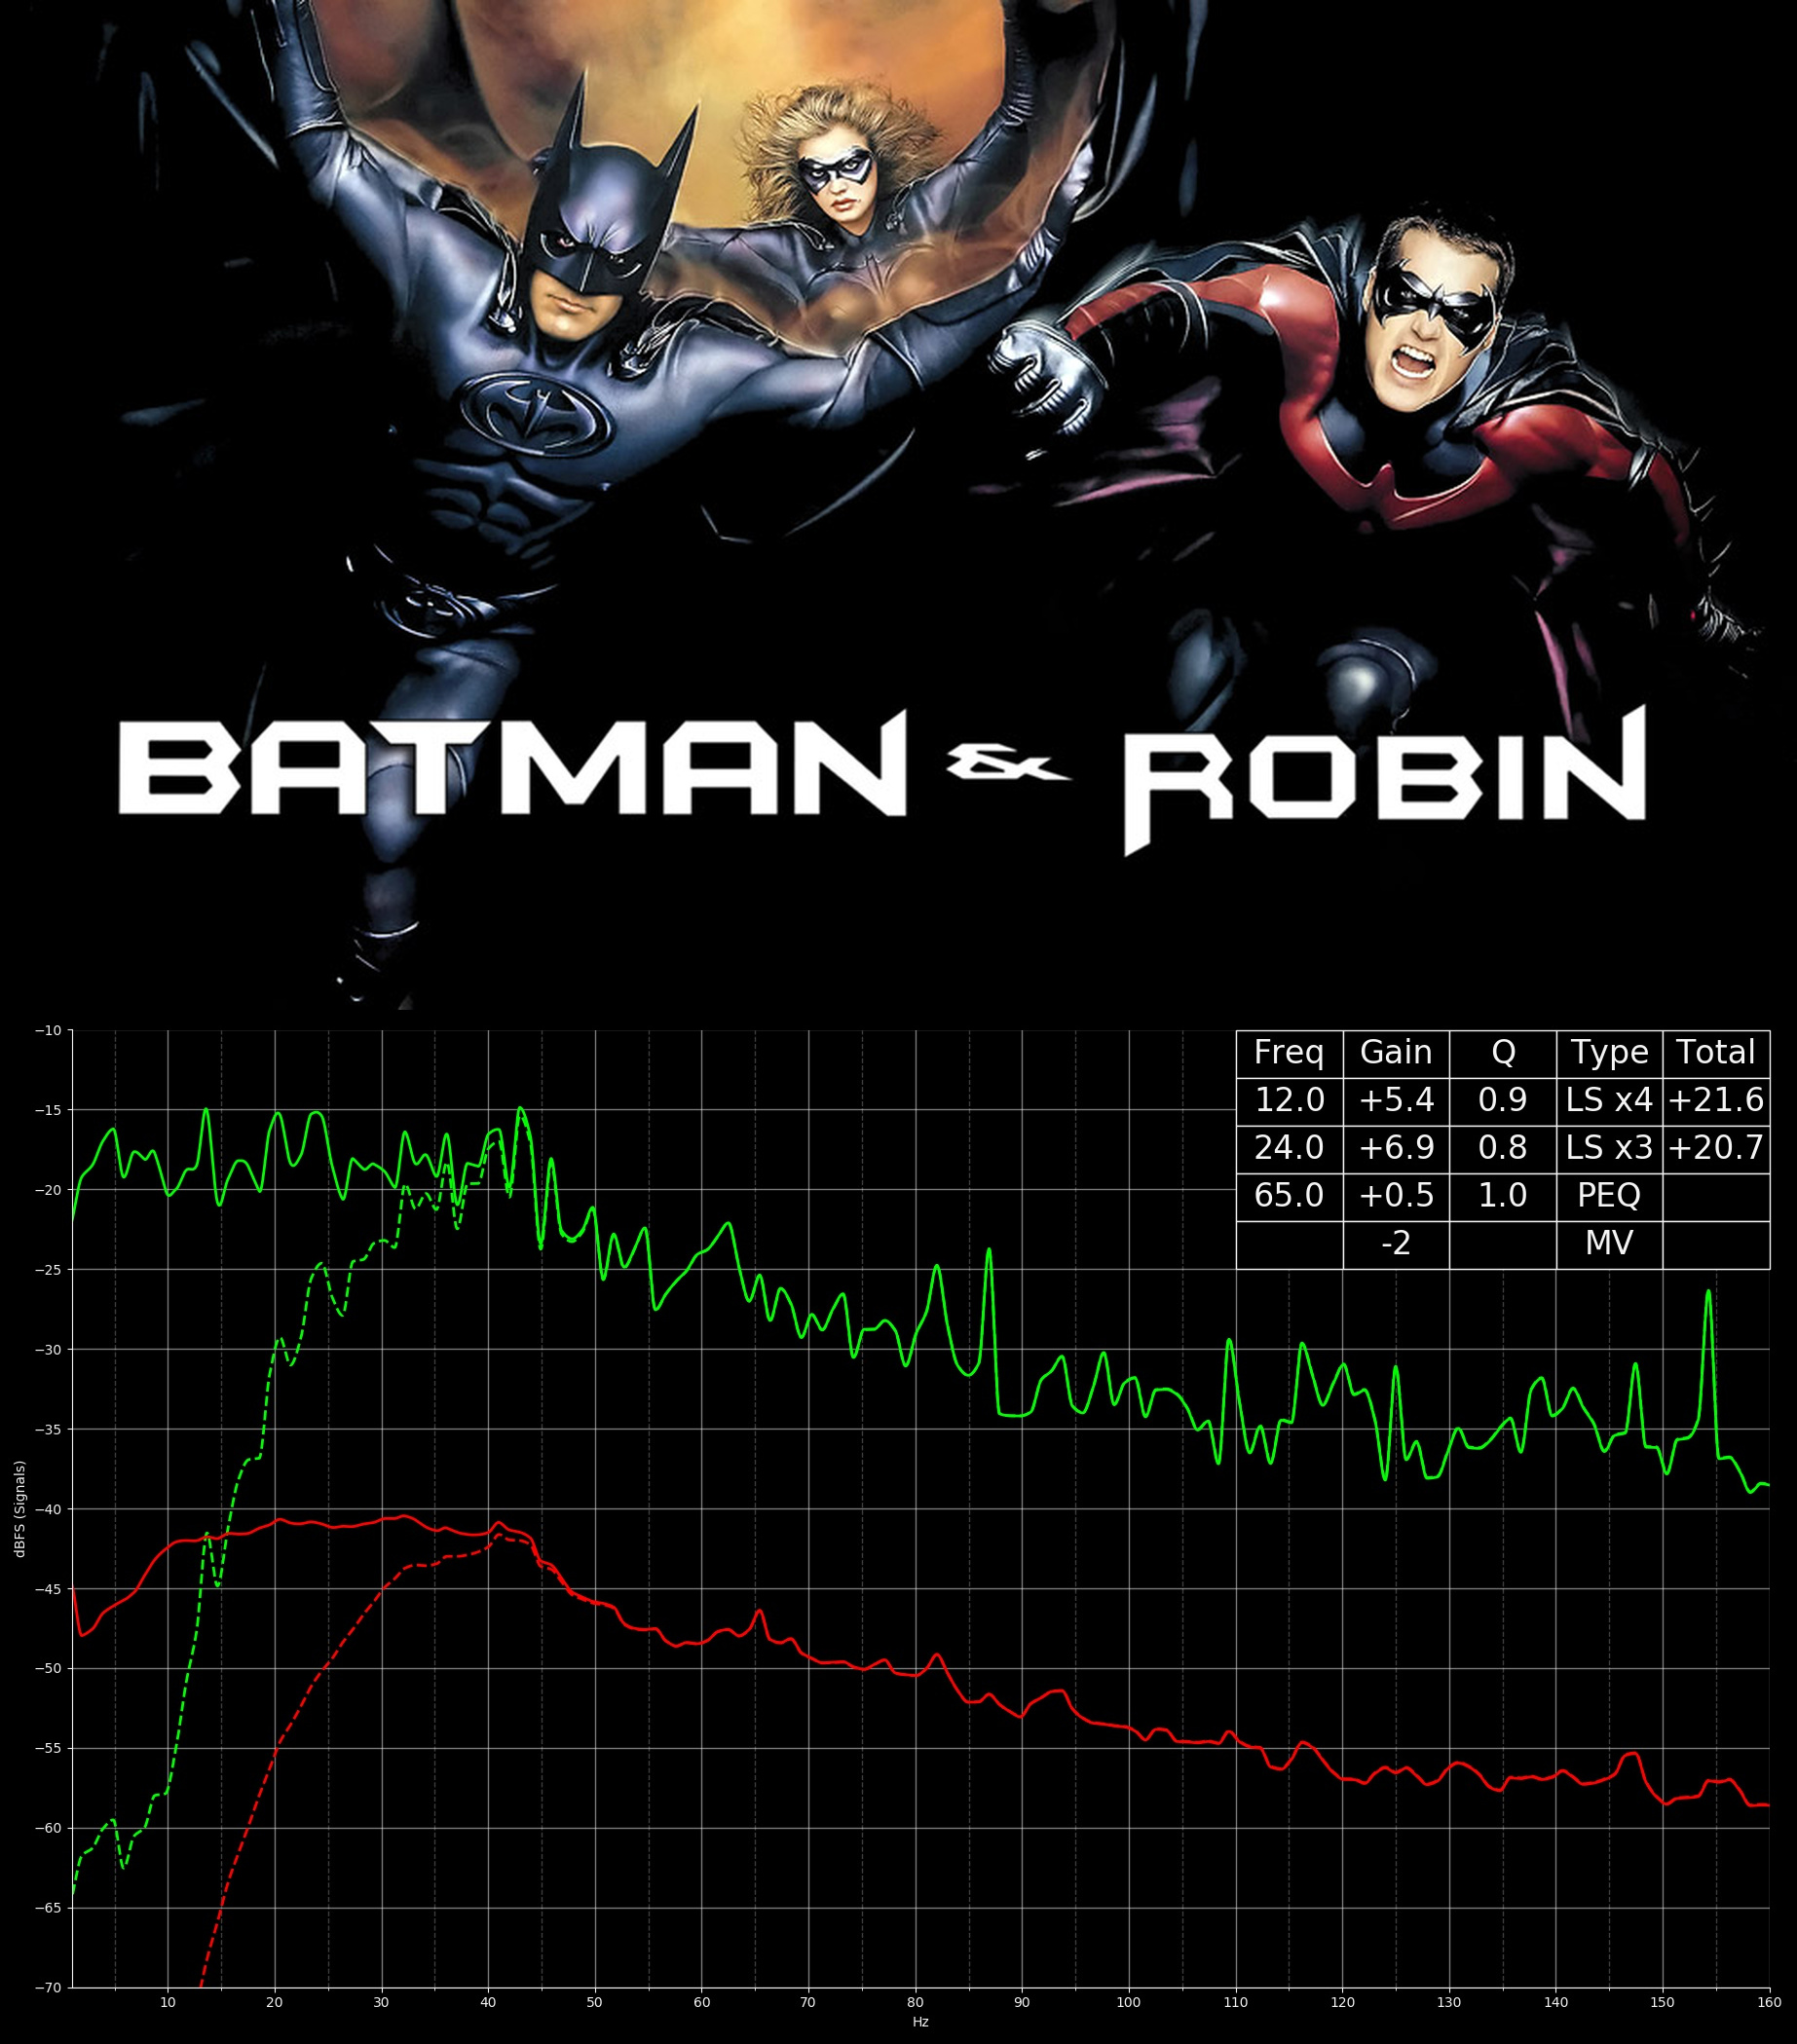 BATMAN & ROBIN
−10
−15
−20
−25
−30
−35
−40
−45
−50
−55
−60
−65
−70
dBFS (Signals)
Freq Gain Q Type Total
12.0 +5.4 0.9 LS x4 +21.6
24.0 +6.9 0.8 LS x3 +20.7
65.0 +0.5 1.0 PEQ
-2 MV
10 20 30 40 50 60 70 80 90 100 110 120 130 140 150 160
Hz